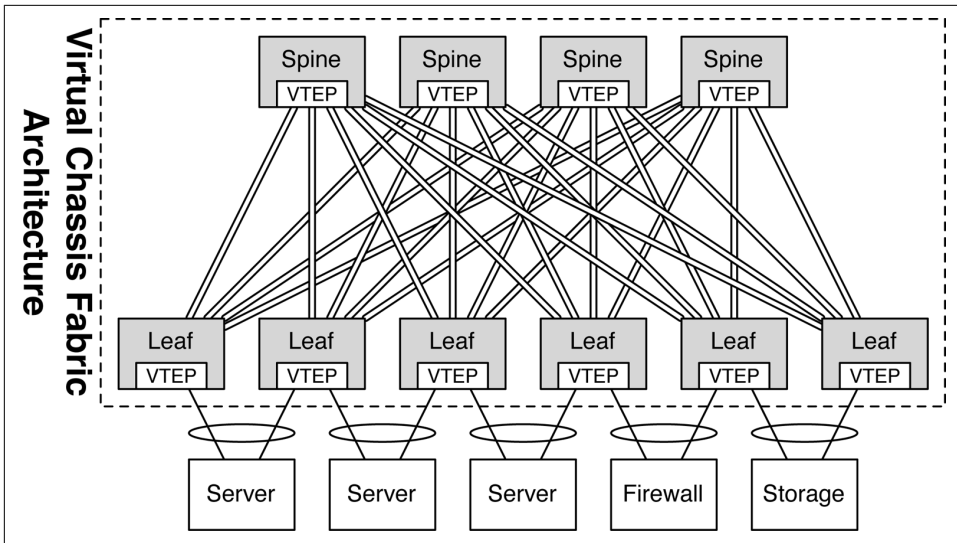 Virtual Chassis Fabric
Architecture
Spine Spine Spine Spine
VTEP VTEP VTEP VTEP
Leaf Leaf Leaf Leaf Leaf Leaf
VTEP VTEP VTEP VTEP VTEP VTEP
Server Server Server Firewall Storage